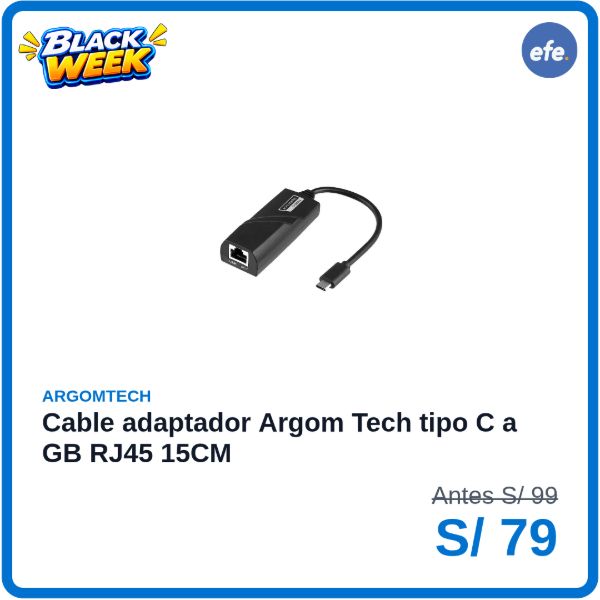 BLACK
WEEK
efe.
ARGOMTECH
Cable adaptador Argom Tech tipo C a
GB RJ45 15CM
Antes S/ 99
S/ 79